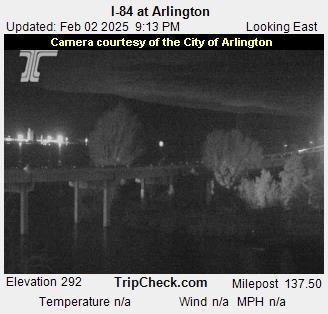 I-84 at Arlington
Updated: Feb 02 2025 9:13 PM Looking East
Camera courtesy of the City of Arlington
Elevation 292 TripCheck.com Milepost 137.50
Temperature n/a Wind n/a MPH n/a